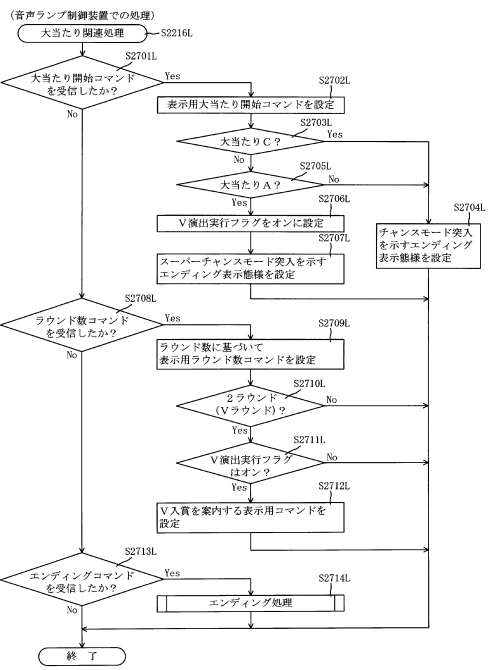 （音声ランプ制御装置での処理）
大当たり関連処理
S2216L
S2701L
大当たり開始コマンド
を受信したか？
Yes
No
S2702L
表示用大当たり開始コマンドを設定
S2703L
大当たりＣ？
Yes
No
S2705L
大当たりＡ？
No
Yes
S2706L
Ｖ演出実行フラグをオンに設定
S2704L
チャンスモード突入
を示すエンディング
表示態様を設定
S2707L
スーパーチャンスモード突入を示す
エンディング表示態様を設定
S2708L
ラウンド数コマンド
を受信したか？
Yes
No
S2709L
ラウンド数に基づいて
表示用ラウンド数コマンドを設定
S2710L
２ラウンド
（Ｖラウンド）？
No
Yes
S2711L
Ｖ演出実行フラグ
はオン？
No
Yes
S2712L
Ｖ入賞を案内する表示用コマンドを
設定
S2713L
エンディングコマンド
を受信したか？
Yes
No
S2714L
エンディング処理
終 了